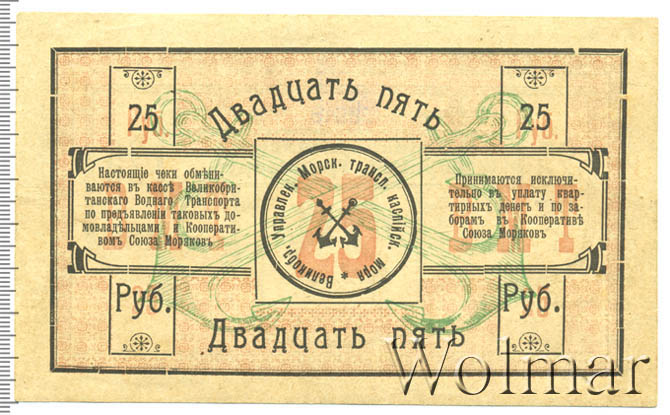 25
Двадцать пять
25
Настоящіе чеки обмѣни-
ваются въ кассѣ Великобри-
танскаго Воднаго Транспорта
по предъявленіи таковыхъ до-
мовладѣльцами и Кооперати-
вомъ Союза Моряковъ
Великобр. Управлен. Морск. трансп. каспійск. моря *
25
Принимаются исключи-
тельно въ уплату квар-
тирныхъ денегъ и по за-
борамъ въ Кооперативѣ
Союза Моряковъ.
Руб.
Двадцать пять
Руб.
Wolmar